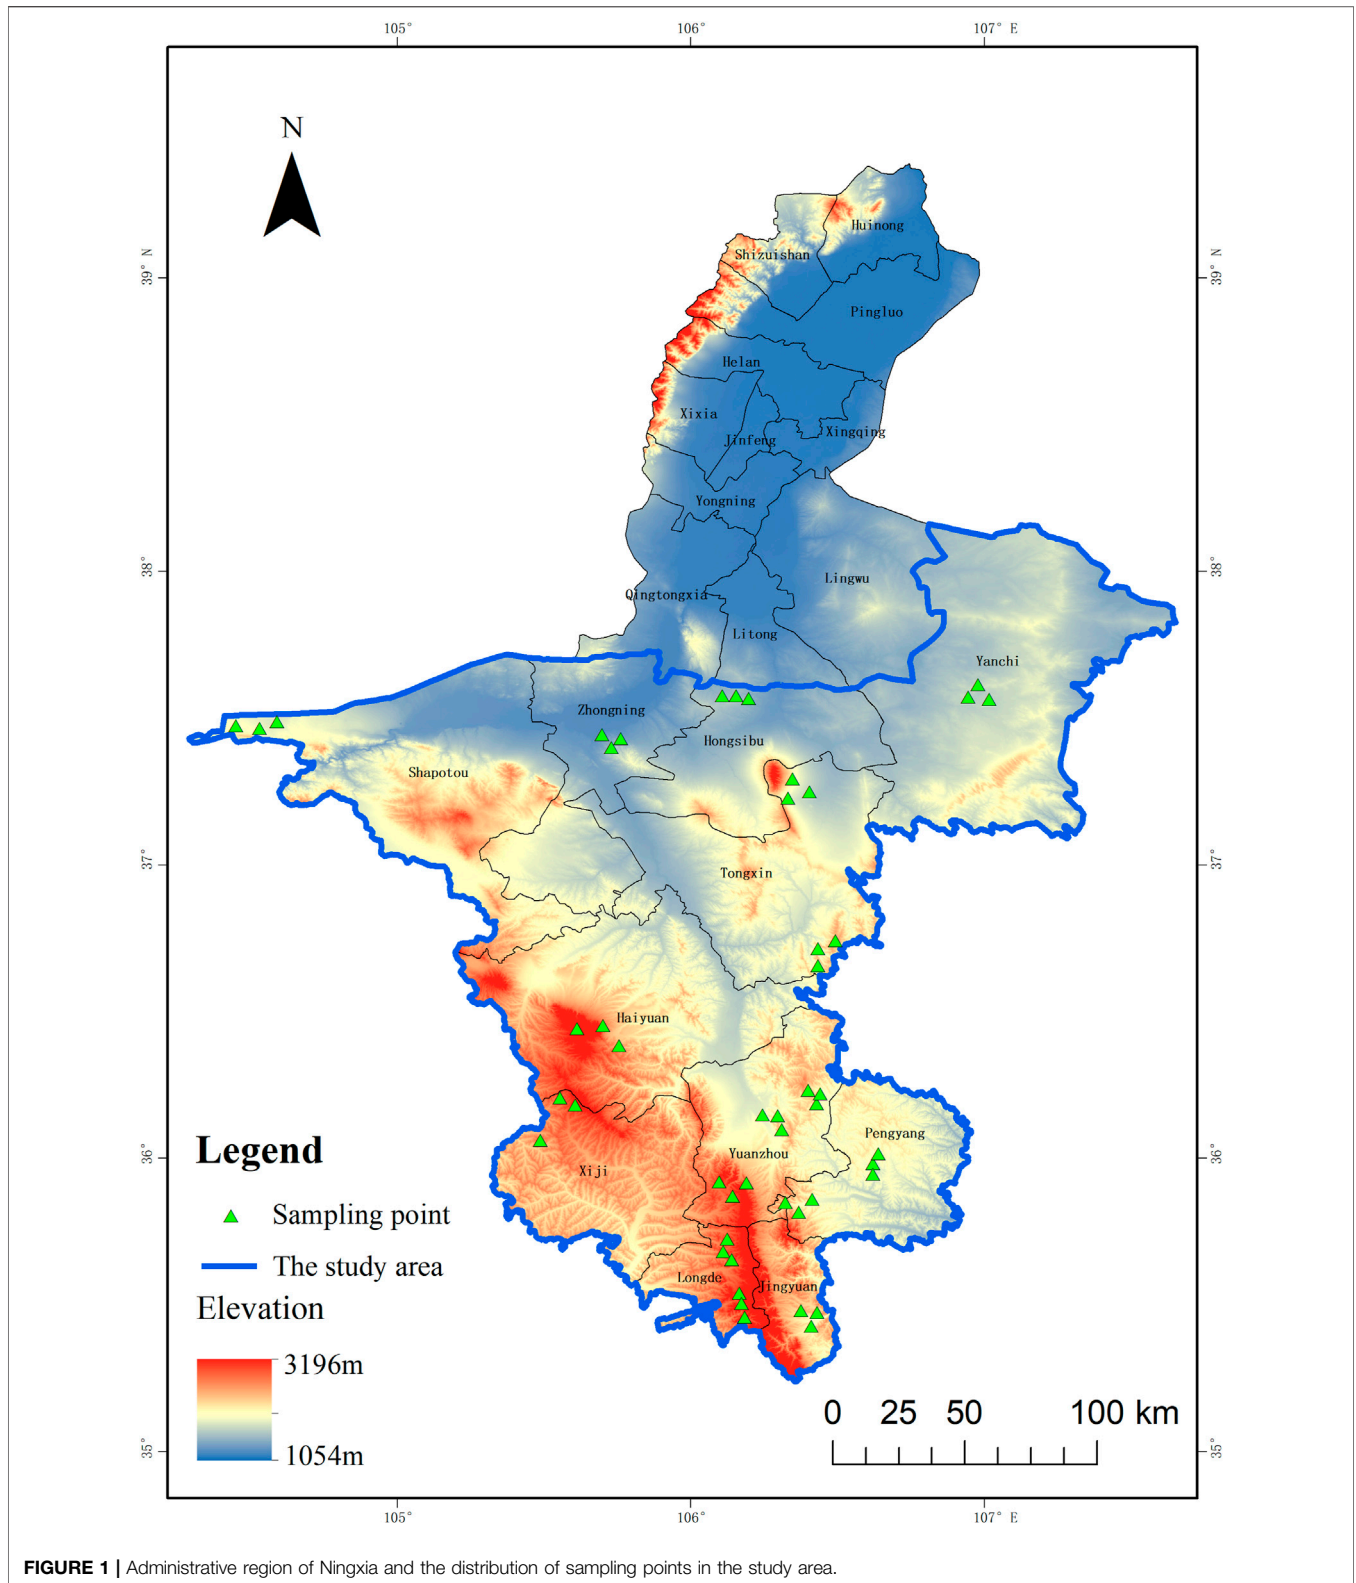 105°
106°
107° E
N
39° N
39° N
Huinong
Shizuishan
Pingluo
Helan
Xixia
Jinfeng
Xingqing
Yongning
38°
38°
Lingwu
Qingtongxia
Litong
Yanchi
Zhongning
Hongsibu
Shapotou
37°
37°
Tongxin
Haiyuan
Pengyang
36°
36°
Yuanzhou
Xiji
Longde
Jingyuan
Legend
Sampling point
The study area
Elevation
3196m
1054m
0 25 50 100 km
35°
35°
105°
106°
107° E
FIGURE 1 | Administrative region of Ningxia and the distribution of sampling points in the study area.